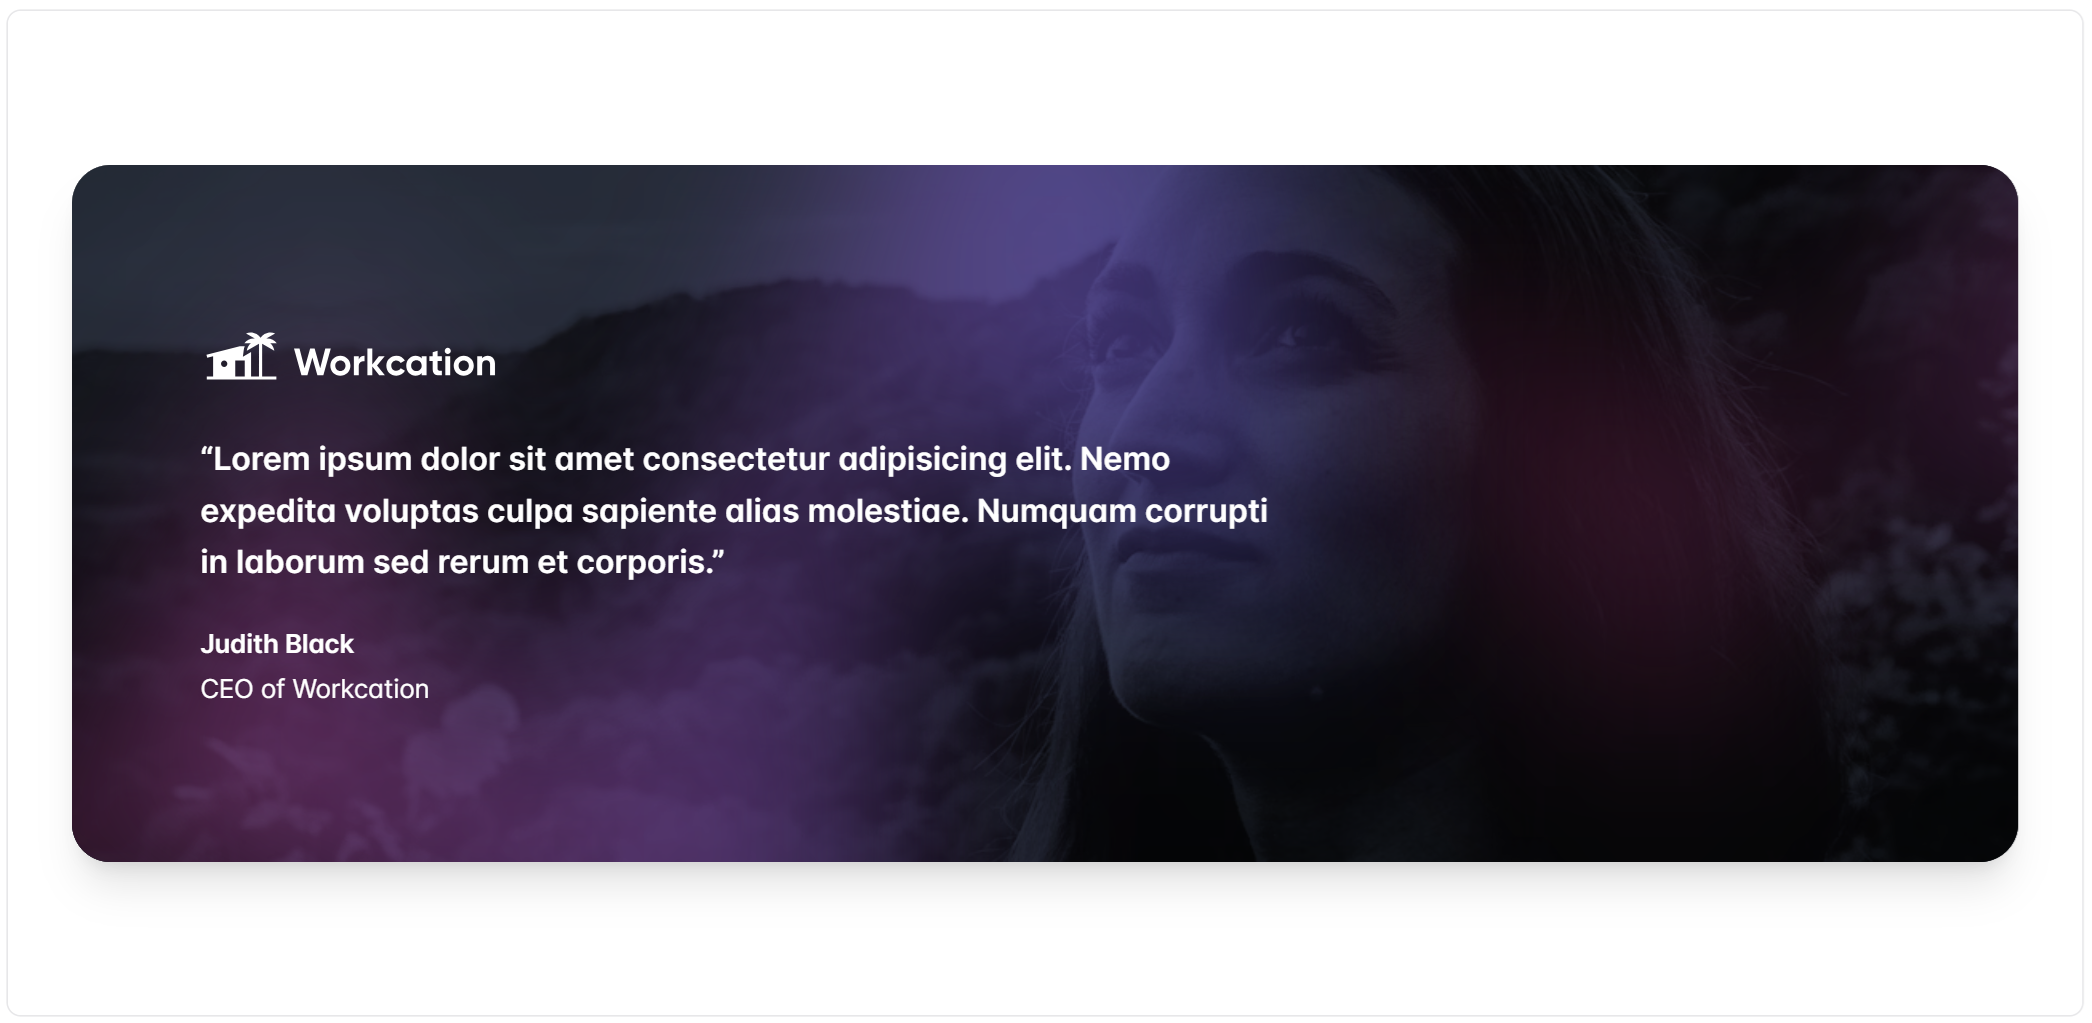 Workcation
“Lorem ipsum dolor sit amet consectetur adipisicing elit. Nemo
expedita voluptas culpa sapiente alias molestiae. Numquam corrupti
in laborum sed rerum et corporis.”
Judith Black
CEO of Workcation